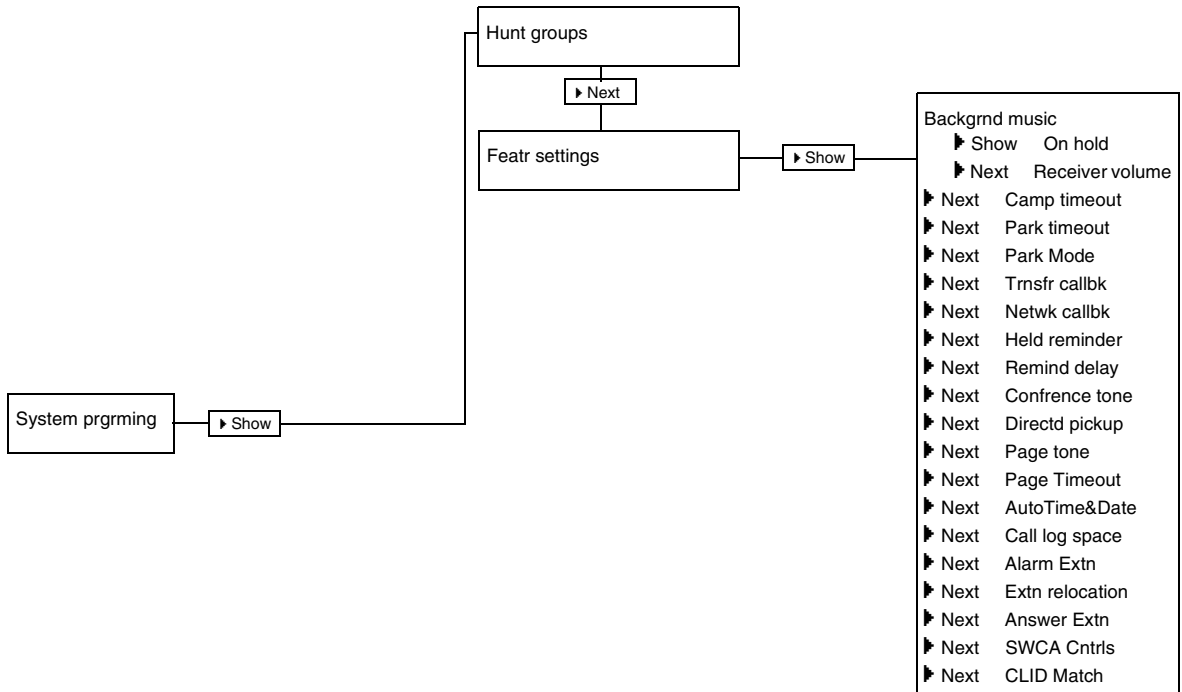 Hunt groups
Next
Featr settings
Show
System prgrming
Show
Backgrnd music
Show On hold
Next Receiver volume
Next Camp timeout
Next Park timeout
Next Park Mode
Next Trnsfr callbk
Next Netwk callbk
Next Held reminder
Next Remind delay
Next Confrence tone
Next Directd pickup
Next Page tone
Next Page Timeout
Next AutoTime&Date
Next Call log space
Next Alarm Extn
Next Extn relocation
Next Answer Extn
Next SWCA Cntrls
Next CLID Match